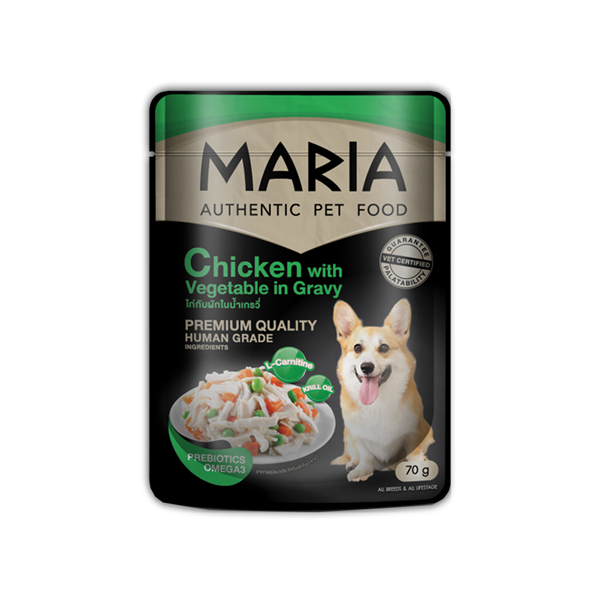 MARIA
AUTHENTIC PET FOOD
GUARANTEE
VET CERTIFIED
PALATABILITY
Chicken with
Vegetable in Gravy
ไก่กับผักในน้ำเกรวี่
PREMIUM QUALITY
HUMAN GRADE
INGREDIENTS
L-Carnitine
KRILL OIL
PREBIOTICS
OMEGA3
70 g
ALL BREEDS & ALL LIFESTAGE